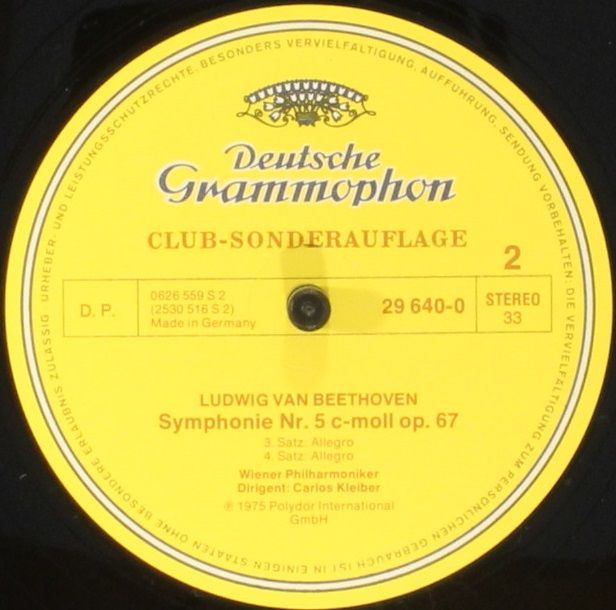 URHEBER- UND LEISTUNGSSCHUTZRECHTE, BESONDERS VERVIELFÄLTIGUNG, AUFFÜHRUNG, SENDUNG VORBEHALTEN: DIE VERVIELFÄLTIGUNG ZUM PERSÖNLICHEN GEBRAUCH IST IN EINIGEN STAATEN OHNE BESONDERE ERLAUBNIS ZULÄSSIG
Deutsche
Grammophon
CLUB-SONDERAUFLAGE
2
D. P.
0626 559 S 2
(2530 516 S 2)
Made in Germany
29 640-0
STEREO
33
LUDWIG VAN BEETHOVEN
Symphonie Nr. 5 c-moll op. 67
3. Satz Allegro
4. Satz Allegro
Wiener Philharmoniker
Dirigent: Carlos Kleiber
℗ 1975 Polydor International
GmbH